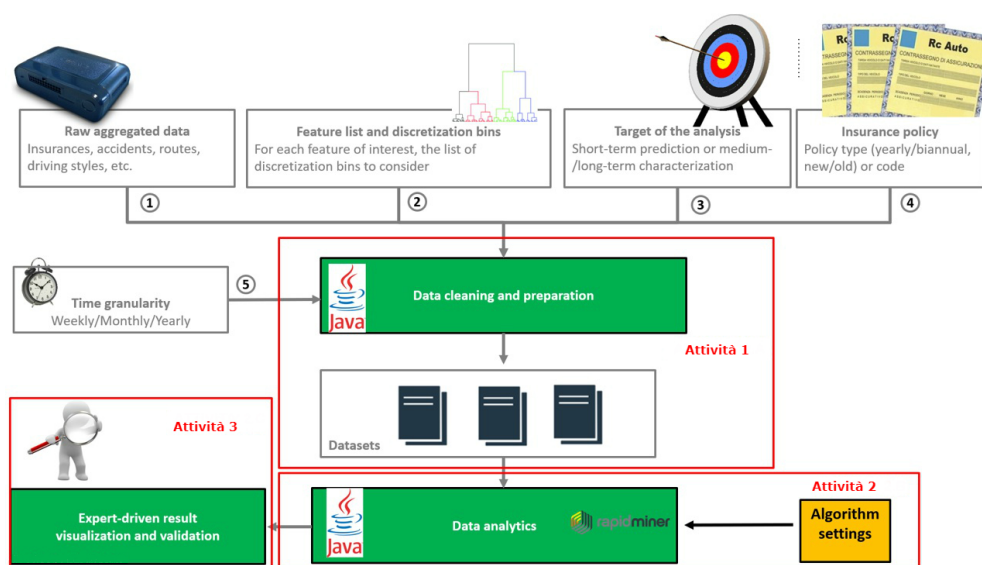 Rc Auto
CONTRASSEGNO DI ASSICURAZIONE
Raw aggregated data
Insurances, accidents, routes,
driving styles, etc.
Feature list and discretization bins
For each feature of interest, the list of
discretization bins to consider
Target of the analysis
Short-term prediction or medium-
/long-term characterization
Insurance policy
Policy type (yearly/biannual,
new/old) or code
1
2
3
4
5
Time granularity
Weekly/Monthly/Yearly
Java
Data cleaning and preparation
Attività 1
Datasets
Attività 3
Attività 2
Expert-driven result
visualization and validation
Java
Data analytics
rapidminer
Algorithm
settings